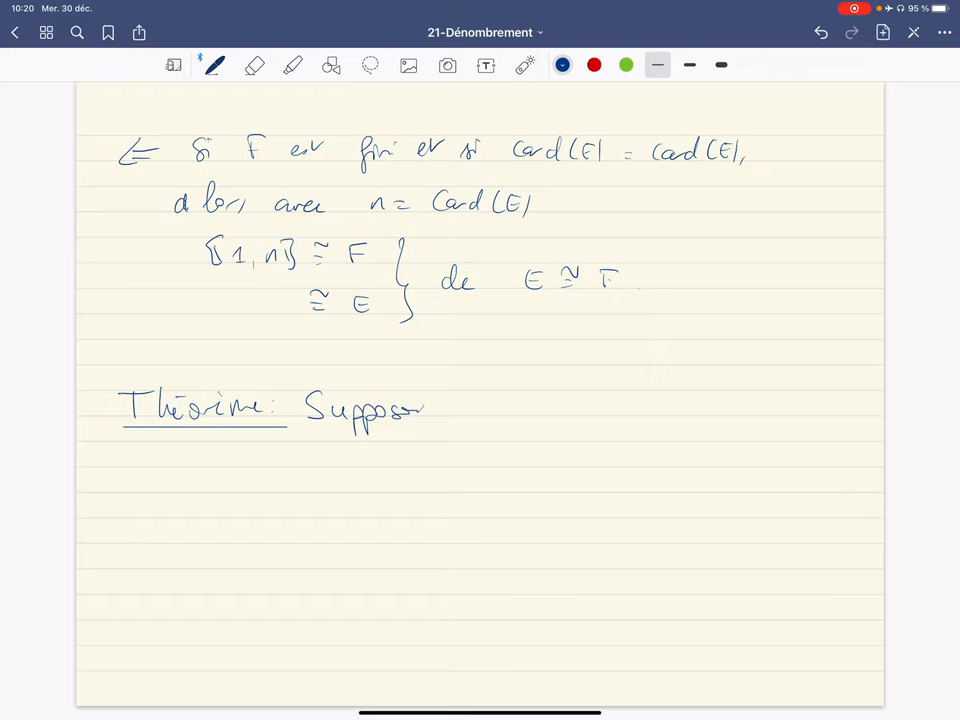 10:20 Mer. 30 déc.
95 %
21-Dénombrement
⇐ Si F est fini et si Card(E) = Card(E),
alors avec n = Card(E)
⟦1, n⟧ ≅ F
≅ E } de E ≅ F.
Théorème: Supposon